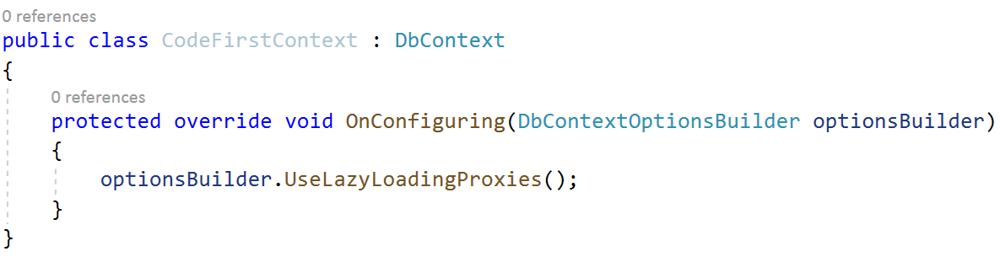 0 references
public class CodeFirstContext : DbContext
{
0 references
protected override void OnConfiguring(DbContextOptionsBuilder optionsBuilder)
{
optionsBuilder.UseLazyLoadingProxies();
}
}